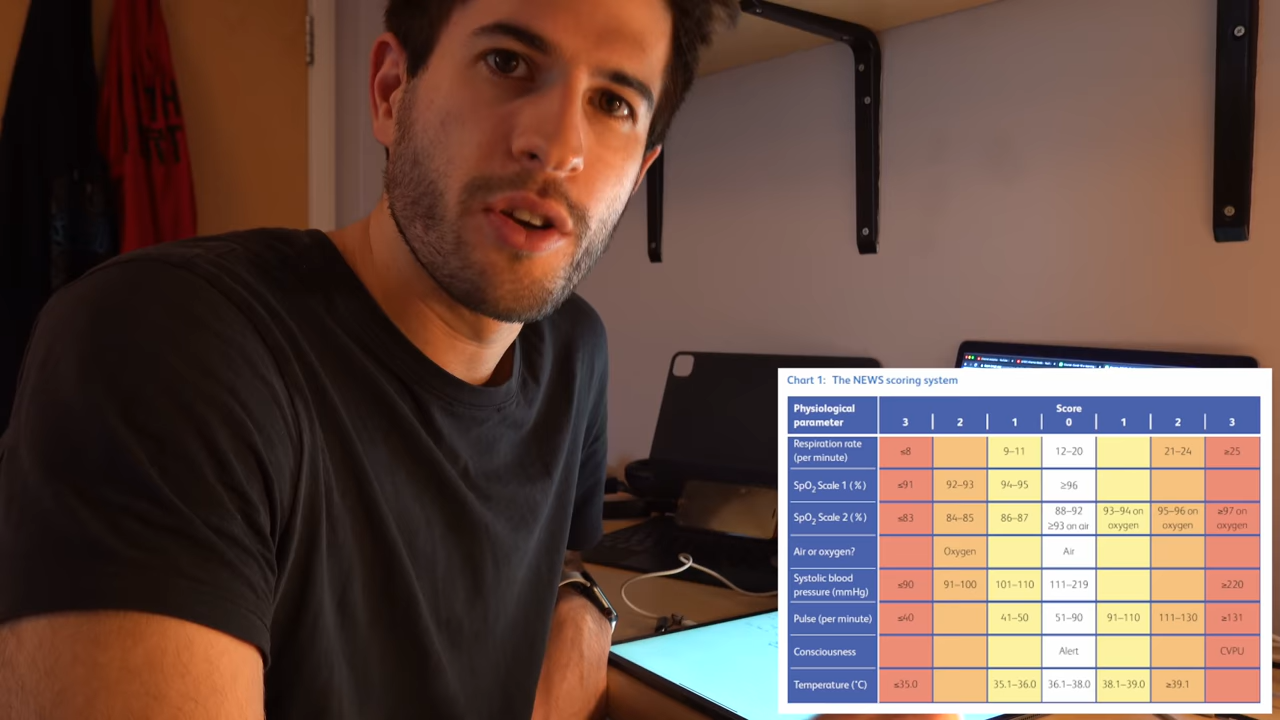 TH
Chart 1: The NEWS scoring system
Physiological parameter Score
3 2 1 0 1 2 3
Respiration rate (per minute) ≤8 9–11 12–20 21–24 ≥25
SpO2 Scale 1 (%) ≤91 92–93 94–95 ≥96
SpO2 Scale 2 (%) ≤83 84–85 86–87 88–92 ≥93 on air 93–94 on oxygen 95–96 on oxygen ≥97 on oxygen
Air or oxygen? Oxygen Air
Systolic blood pressure (mmHg) ≤90 91–100 101–110 111–219 ≥220
Pulse (per minute) ≤40 41–50 51–90 91–110 111–130 ≥131
Consciousness Alert CVPU
Temperature (°C) ≤35.0 35.1–36.0 36.1–38.0 38.1–39.0 ≥39.1